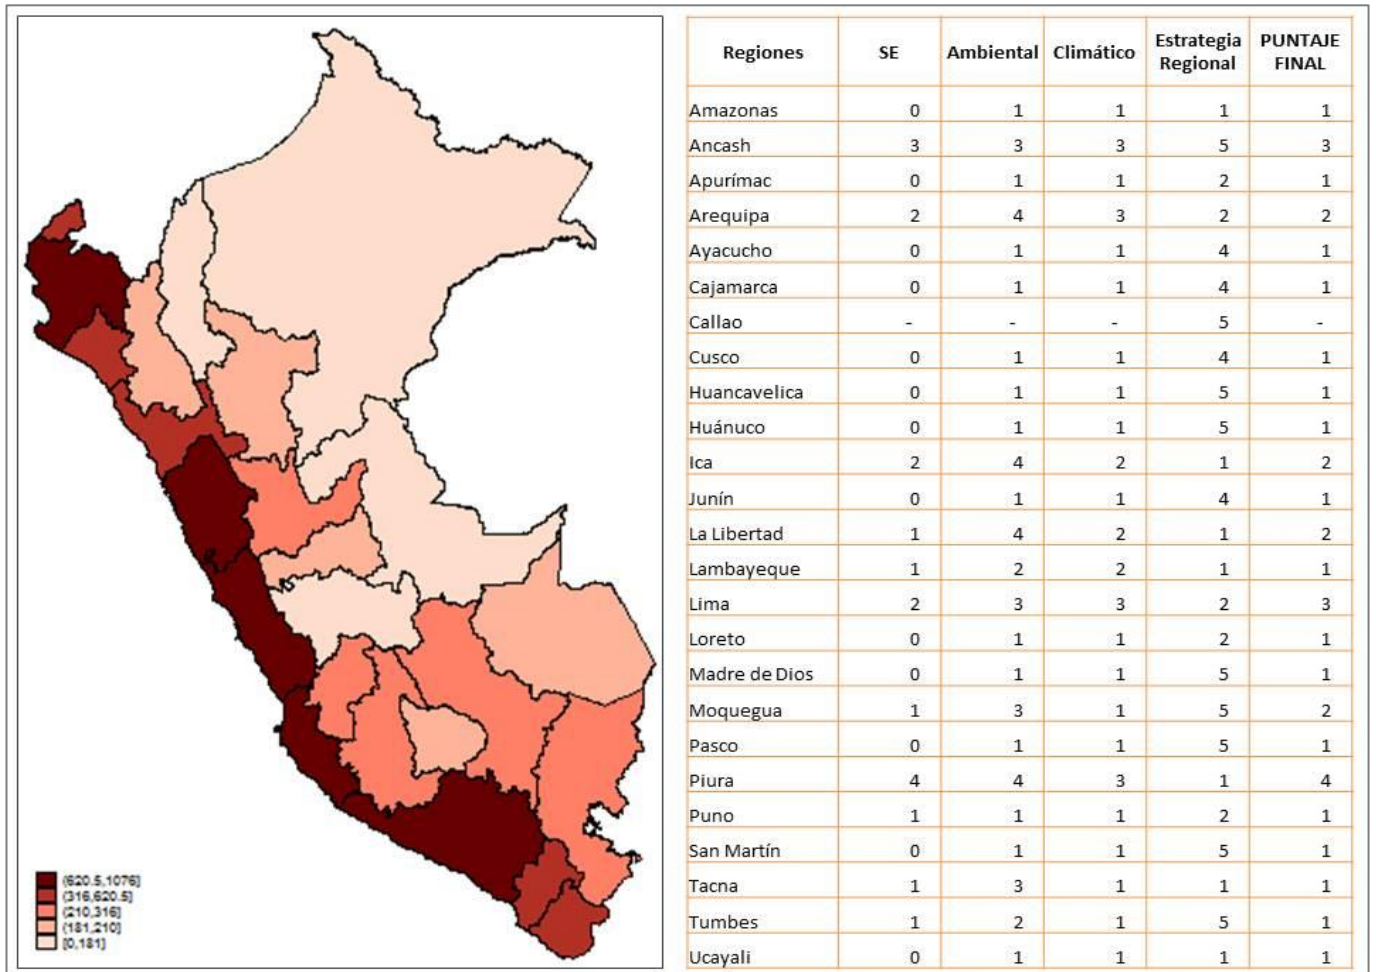 (620.5,1076]
(316,620.5]
(210,316]
(181,210]
[0,181]
Regiones SE Ambiental Climático Estrategia Regional PUNTAJE FINAL
Amazonas 0 1 1 1 1
Ancash 3 3 3 5 3
Apurímac 0 1 1 2 1
Arequipa 2 4 3 2 2
Ayacucho 0 1 1 4 1
Cajamarca 0 1 1 4 1
Callao - - - 5 -
Cusco 0 1 1 4 1
Huancavelica 0 1 1 5 1
Huánuco 0 1 1 5 1
Ica 2 4 2 1 2
Junín 0 1 1 4 1
La Libertad 1 4 2 1 2
Lambayeque 1 2 2 1 1
Lima 2 3 3 2 3
Loreto 0 1 1 2 1
Madre de Dios 0 1 1 5 1
Moquegua 1 3 1 5 2
Pasco 0 1 1 5 1
Piura 4 4 3 1 4
Puno 1 1 1 2 1
San Martín 0 1 1 5 1
Tacna 1 3 1 1 1
Tumbes 1 2 1 5 1
Ucayali 0 1 1 1 1